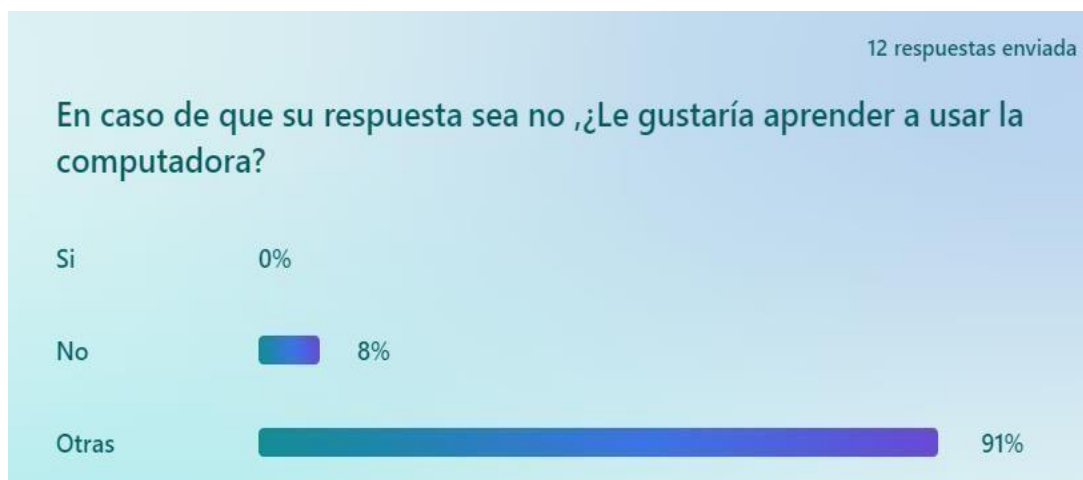 12 respuestas enviada
En caso de que su respuesta sea no ,¿Le gustaría aprender a usar la
computadora?
Si 0%
No 8%
Otras 91%